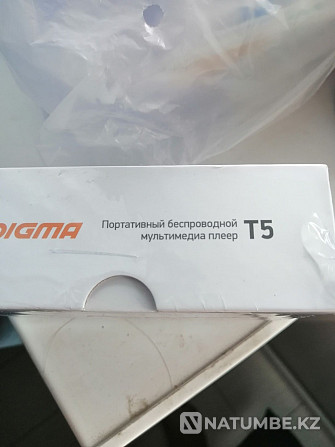 DIGMA
Портативный беспроводной
мультимедиа плеер
T5
NATUMBE.KZ